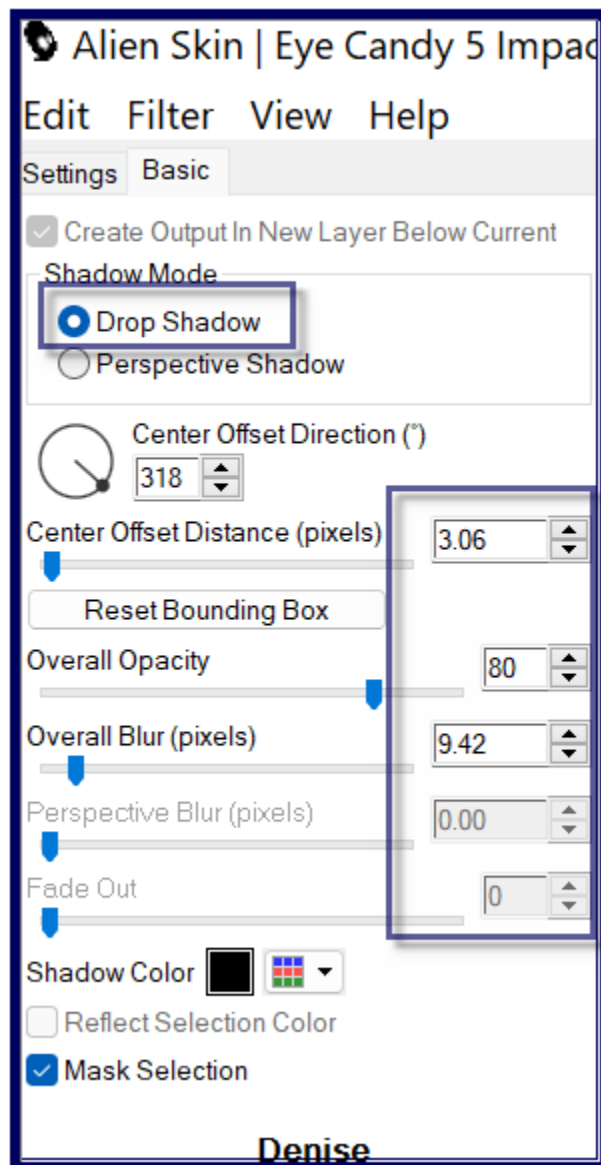 Alien Skin | Eye Candy 5 Impac
Edit Filter View Help
Settings Basic
Create Output In New Layer Below Current
Shadow Mode
Drop Shadow
Perspective Shadow
Center Offset Direction (°)
318
Center Offset Distance (pixels) 3.06
Reset Bounding Box
Overall Opacity 80
Overall Blur (pixels) 9.42
Perspective Blur (pixels) 0.00
Fade Out 0
Shadow Color
Reflect Selection Color
Mask Selection
Denise